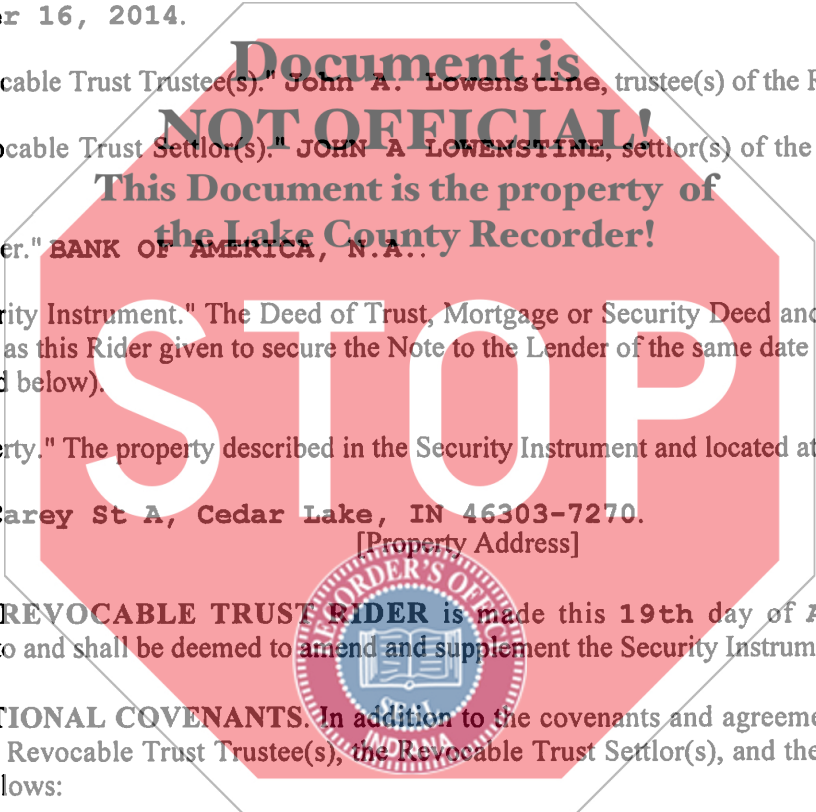 r 16, 2014.
Document is
cable Trust Trustee(s)." John A. Lowenstine, trustee(s) of the R
NOT OFFICIAL!
ocable Trust Settlor(s)." JOHN A LOWENSTINE, settlor(s) of the
This Document is the property of
the Lake County Recorder!
er." BANK OF AMERICA, N.A..
rity Instrument." The Deed of Trust, Mortgage or Security Deed and
as this Rider given to secure the Note to the Lender of the same date
d below).
STOP
rty." The property described in the Security Instrument and located at
arey St A, Cedar Lake, IN 46303-7270.
[Property Address]
RECORDER'S OFFICE
REVOCABLE TRUST RIDER is made this 19th day of A
to and shall be deemed to amend and supplement the Security Instrum
SEAL
TIONAL COVENANTS. In addition to the covenants and agreeme
INDIANA
Revocable Trust Trustee(s), the Revocable Trust Settlor(s), and the
lows: